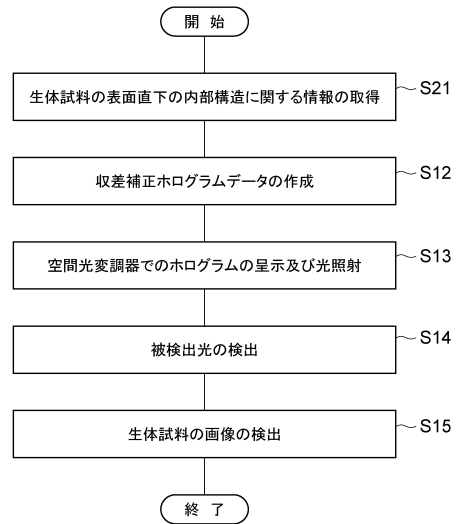 開 始
生体試料の表面直下の内部構造に関する情報の取得
S21
収差補正ホログラムデータの作成
S12
空間光変調器でのホログラムの呈示及び光照射
S13
被検出光の検出
S14
生体試料の画像の検出
S15
終 了